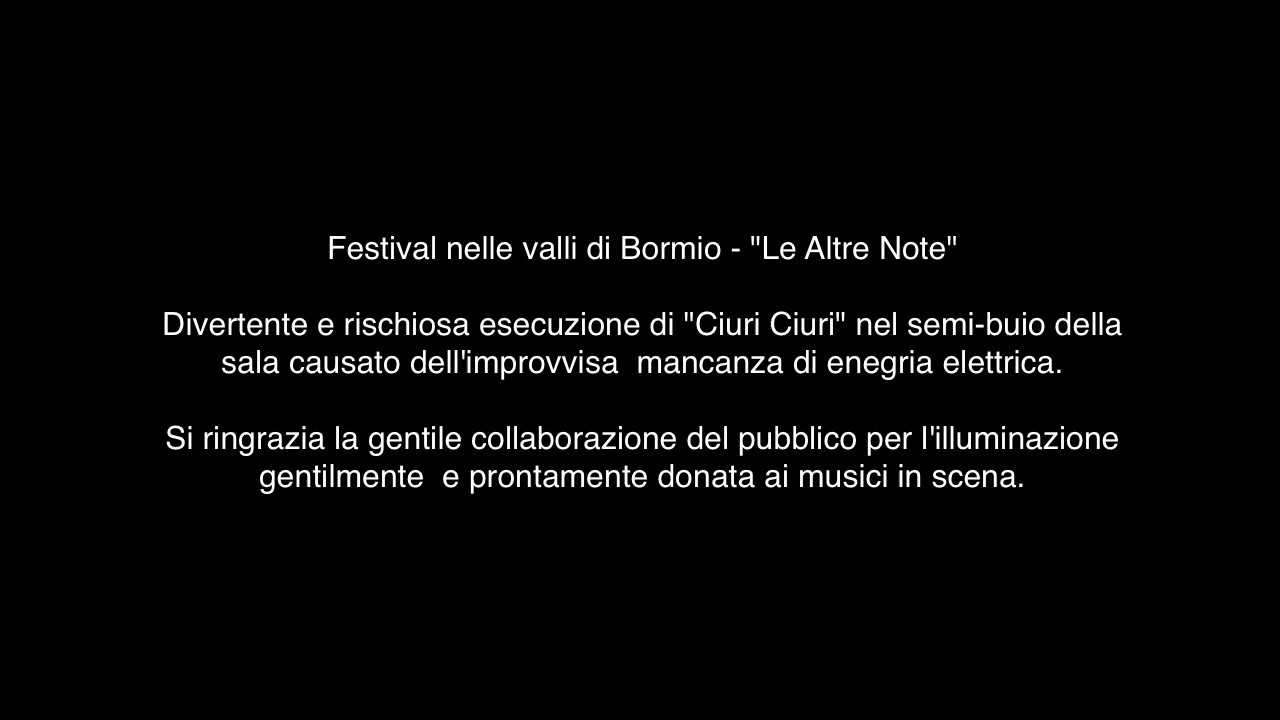 Festival nelle valli di Bormio - "Le Altre Note"
Divertente e rischiosa esecuzione di "Ciuri Ciuri" nel semi-buio della
sala causato dell'improvvisa  mancanza di enegria elettrica.
Si ringrazia la gentile collaborazione del pubblico per l'illuminazione
gentilmente  e prontamente donata ai musici in scena.